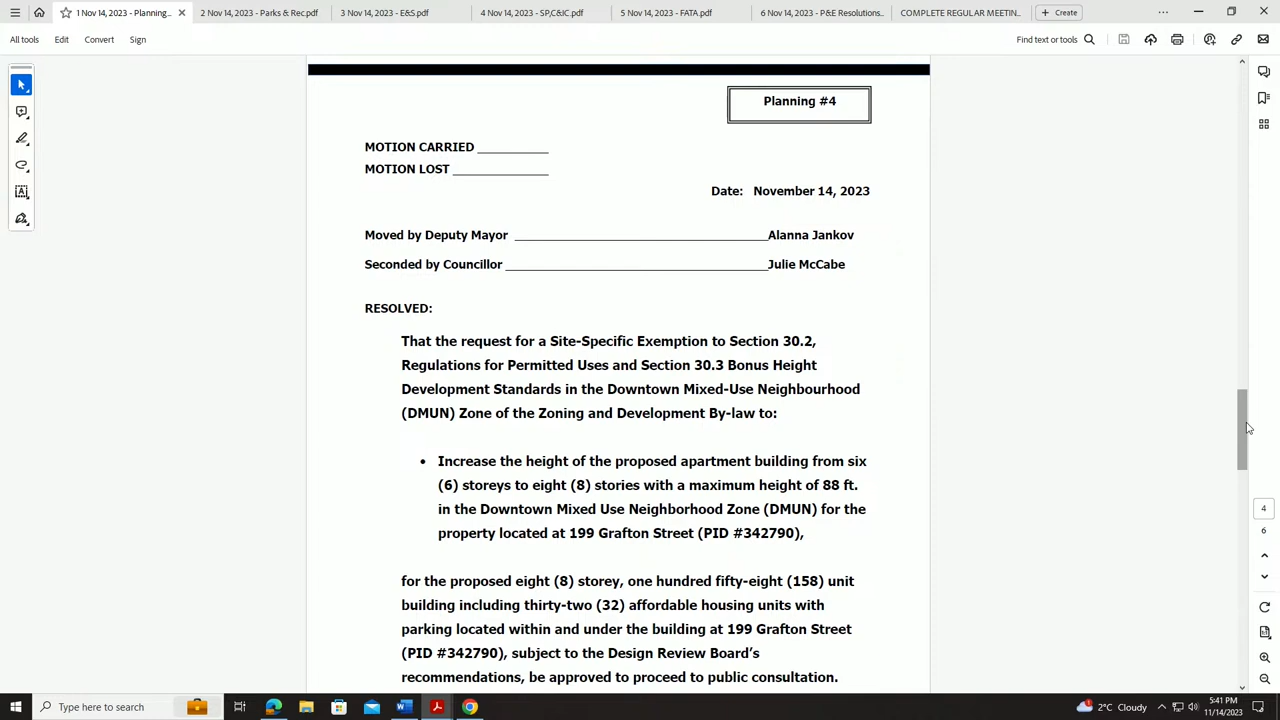 1 Nov 14, 2023 - Planning...
2 Nov 14, 2023 - Parks & Rec.pdf
3 Nov 14, 2023 - E&S.pdf
4 Nov 14, 2023 - SP,C&IC.pdf
5 Nov 14, 2023 - FATA.pdf
6 Nov 14, 2023 - P&E Resolutions...
COMPLETE REGULAR MEETIN...
+ Create
All tools Edit Convert Sign
Find text or tools
Planning #4
MOTION CARRIED ___________
MOTION LOST _______________
Date: November 14, 2023
Moved by Deputy Mayor ________________________________________Alanna Jankov
Seconded by Councillor _________________________________________Julie McCabe
RESOLVED:
That the request for a Site-Specific Exemption to Section 30.2,
Regulations for Permitted Uses and Section 30.3 Bonus Height
Development Standards in the Downtown Mixed-Use Neighbourhood
(DMUN) Zone of the Zoning and Development By-law to:
• Increase the height of the proposed apartment building from six
(6) storeys to eight (8) stories with a maximum height of 88 ft.
in the Downtown Mixed Use Neighborhood Zone (DMUN) for the
property located at 199 Grafton Street (PID #342790),
for the proposed eight (8) storey, one hundred fifty-eight (158) unit
building including thirty-two (32) affordable housing units with
parking located within and under the building at 199 Grafton Street
(PID #342790), subject to the Design Review Board’s
recommendations, be approved to proceed to public consultation.
4
6
Type here to search
2°C Cloudy
5:41 PM
11/14/2023